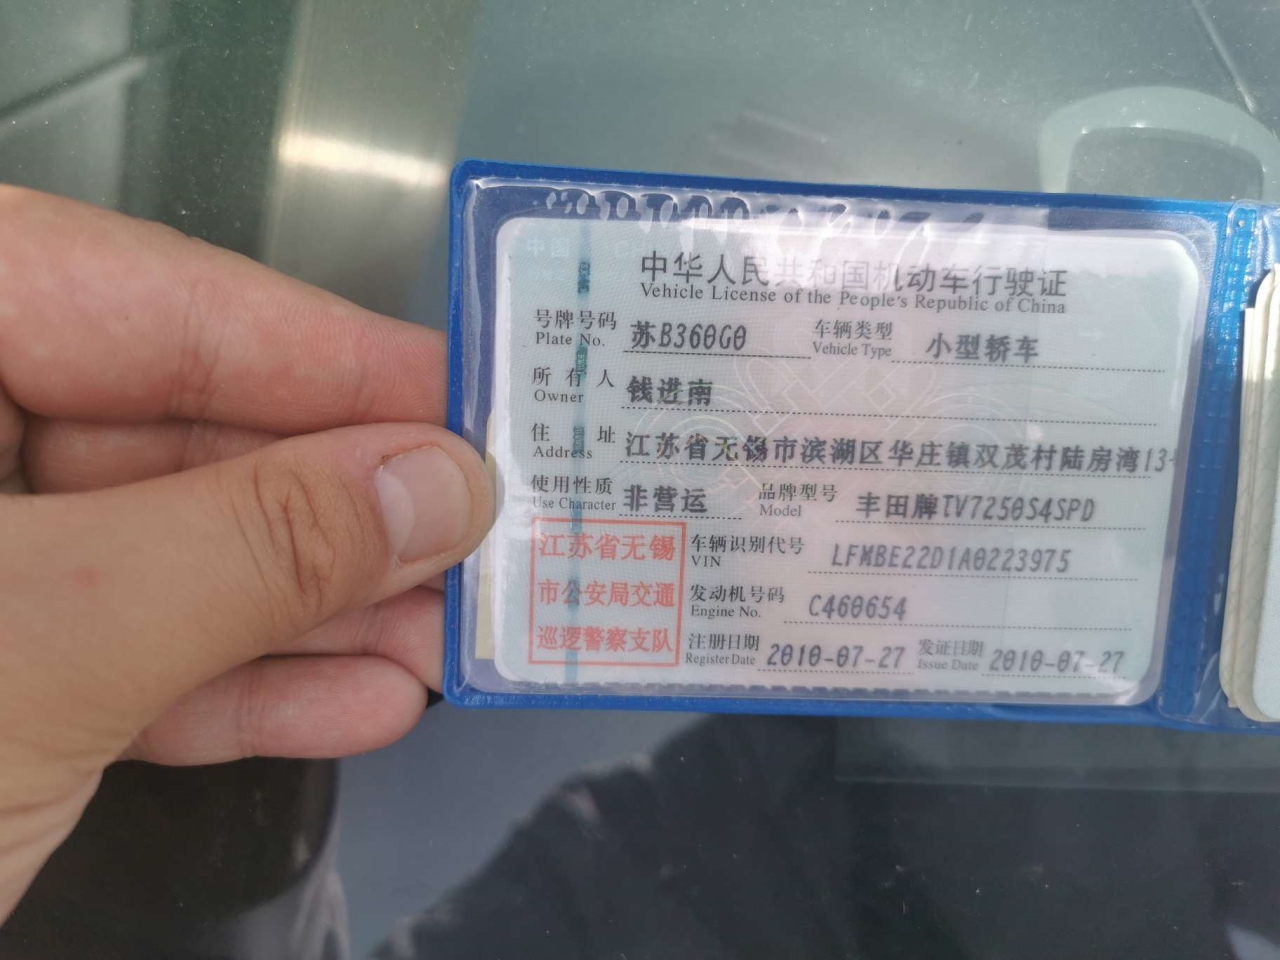 中华人民共和国机动车行驶证
Vehicle License of the People's Republic of China
号牌号码 苏B360G0 车辆类型 小型轿车
Plate No. Vehicle Type
所有人 钱进南
Owner
住址 江苏省无锡市滨湖区华庄镇双茂村陆房湾13
Address
使用性质 非营运 品牌型号 丰田牌TV7250S4SPD
Use Character Model
江苏省无锡
市公安局交通
巡逻警察支队
车辆识别代号 LFMBE22D1A0223975
VIN
发动机号码 C460654
Engine No.
注册日期 2010-07-27 发证日期 2010-07-27
Register Date Issue Date